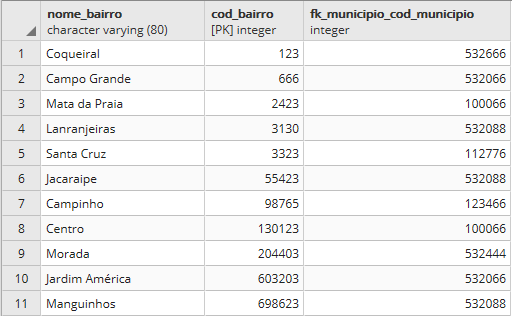 nome_bairro cod_bairro fk_municipio_cod_municipio
character varying (80) [PK] integer integer
1 Coqueiral 123 532666
2 Campo Grande 666 532066
3 Mata da Praia 2423 100066
4 Lanranjeiras 3130 532088
5 Santa Cruz 3323 112776
6 Jacaraipe 55423 532088
7 Campinho 98765 123466
8 Centro 130123 100066
9 Morada 204403 532444
10 Jardim América 603203 532066
11 Manguinhos 698623 532088